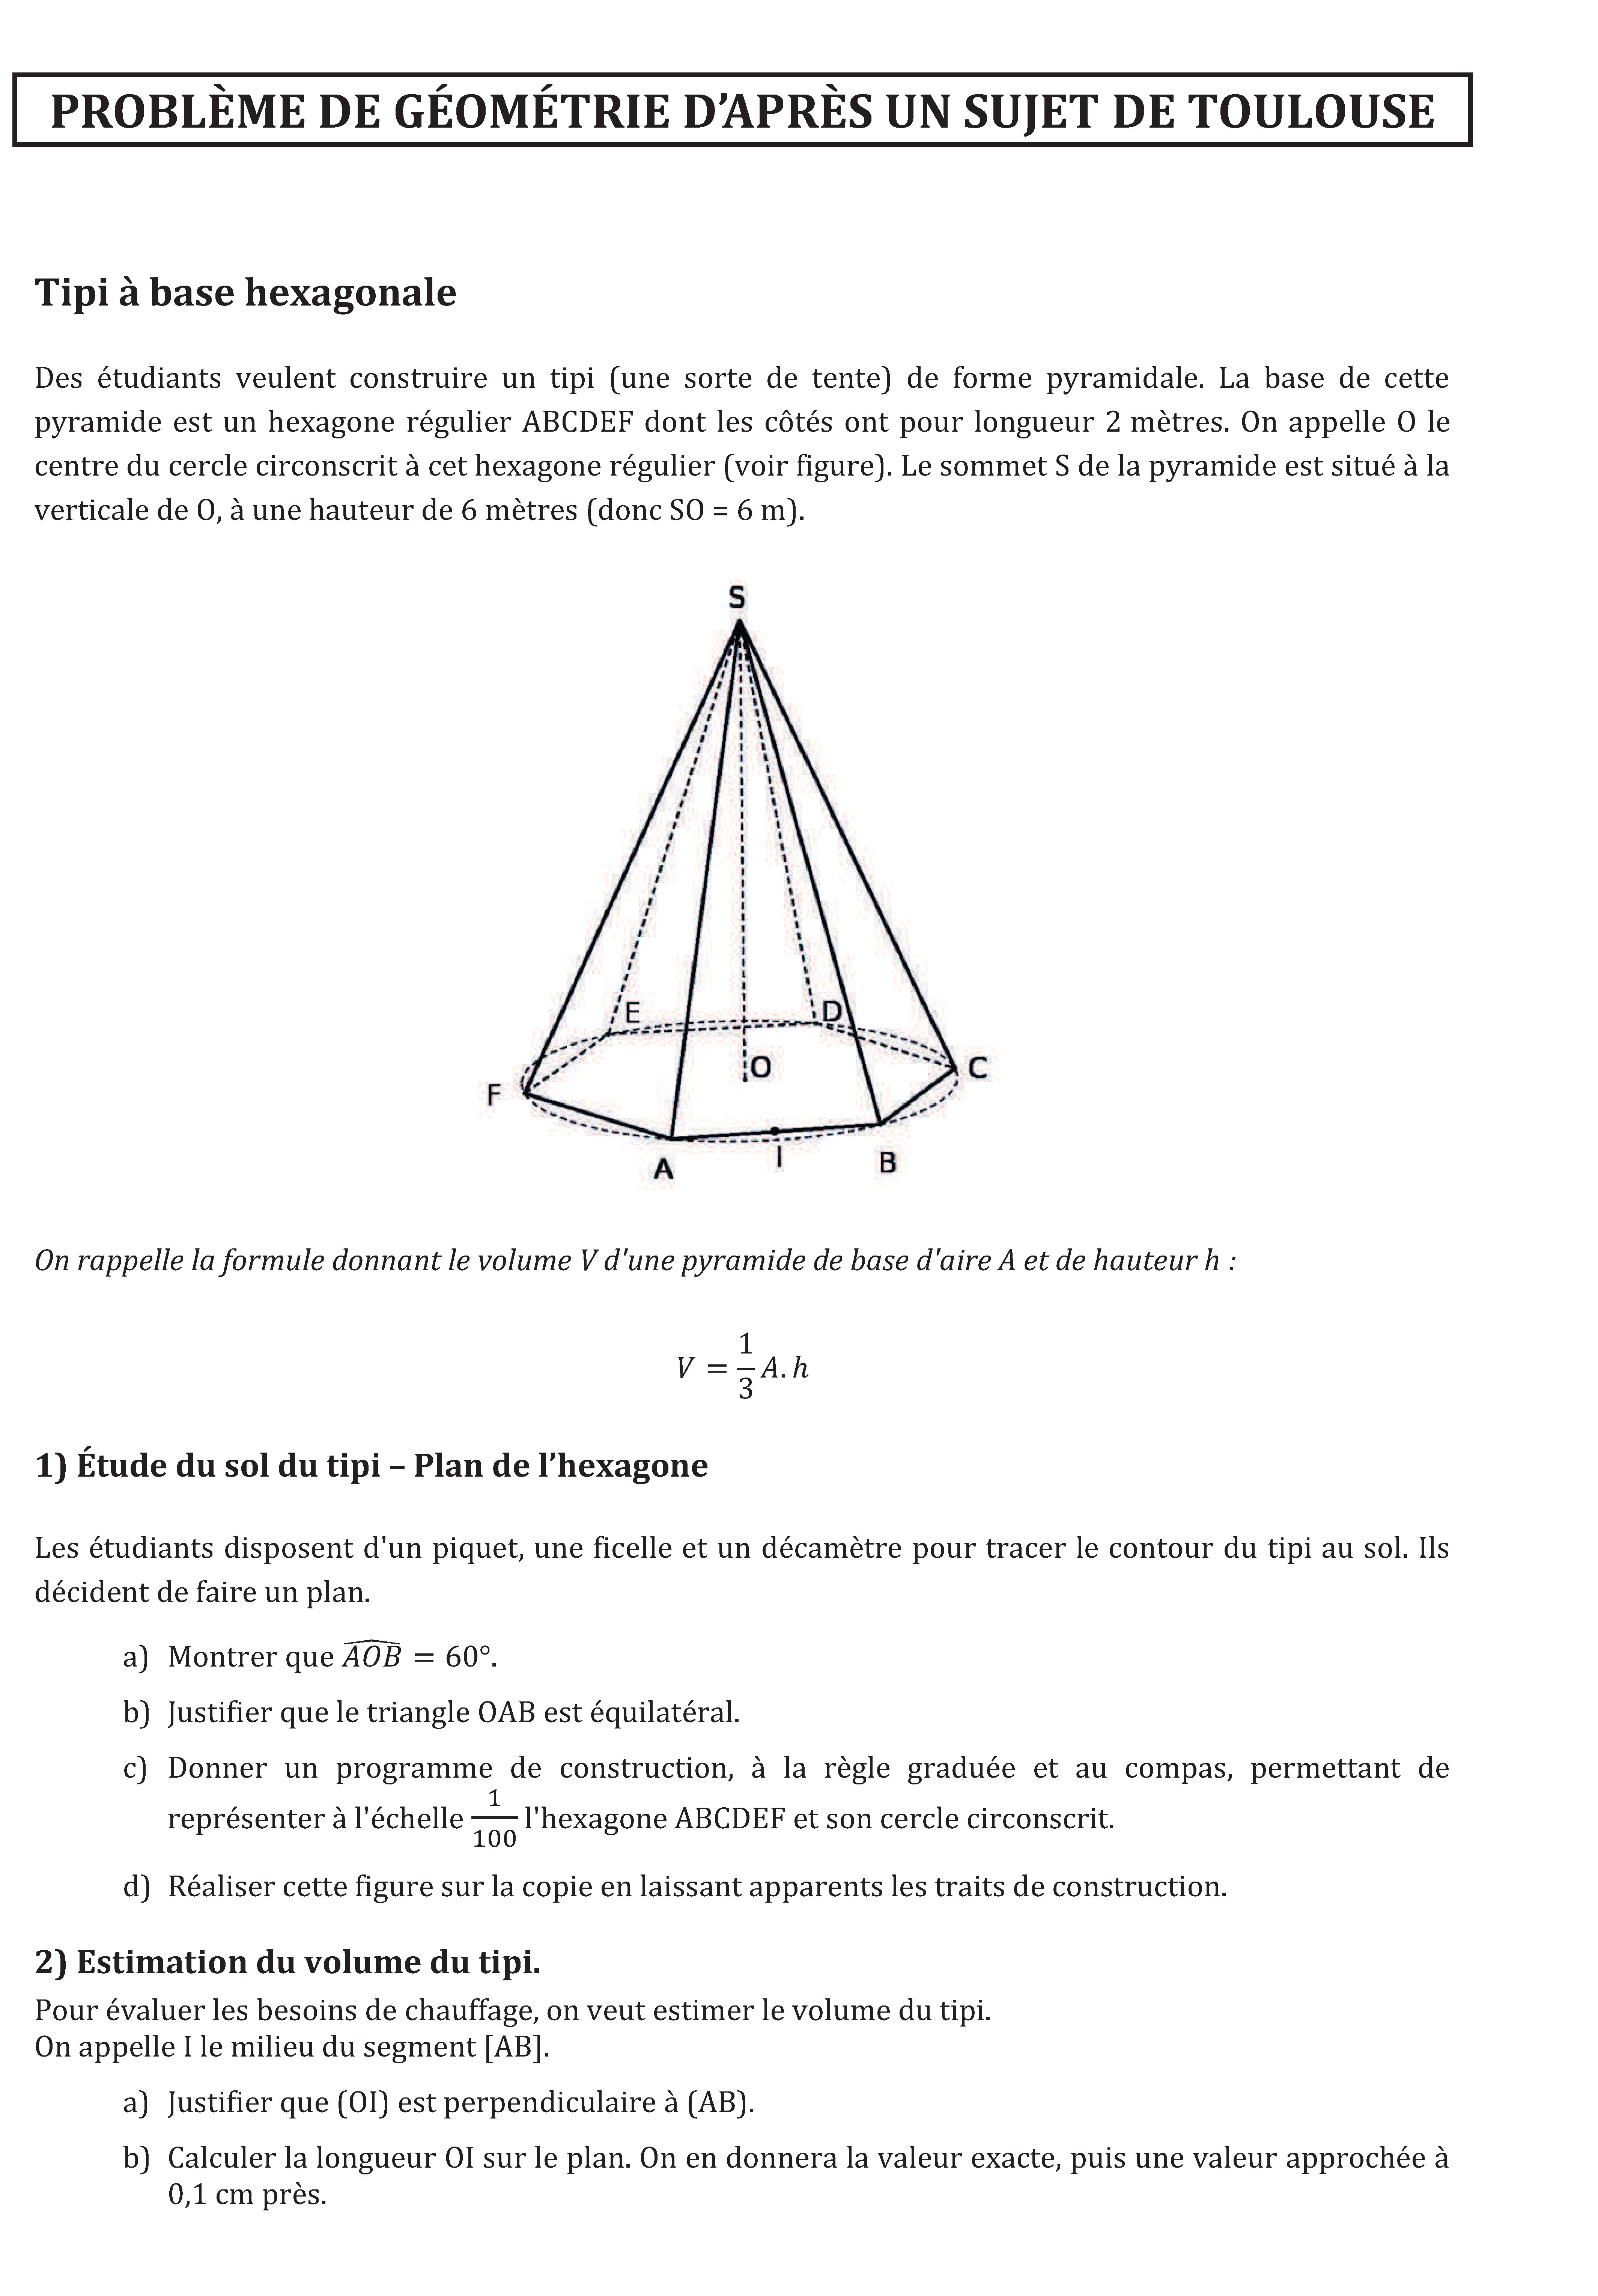 PROBLÈME DE GÉOMÉTRIE D’APRÈS UN SUJET DE TOULOUSE
Tipi à base hexagonale
Des étudiants veulent construire un tipi (une sorte de tente) de forme pyramidale. La base de cette
pyramide est un hexagone régulier ABCDEF dont les côtés ont pour longueur 2 mètres. On appelle O le
centre du cercle circonscrit à cet hexagone régulier (voir figure). Le sommet S de la pyramide est situé à la
verticale de O, à une hauteur de 6 mètres (donc SO = 6 m).
S
E
D
O
C
F
A
I
B
On rappelle la formule donnant le volume V d'une pyramide de base d'aire A et de hauteur h :
V = 1/3 A. h
1) Étude du sol du tipi – Plan de l’hexagone
Les étudiants disposent d'un piquet, une ficelle et un décamètre pour tracer le contour du tipi au sol. Ils
décident de faire un plan.
a) Montrer que \widehat{AOB} = 60°.
b) Justifier que le triangle OAB est équilatéral.
c) Donner un programme de construction, à la règle graduée et au compas, permettant de
représenter à l'échelle 1/100 l'hexagone ABCDEF et son cercle circonscrit.
d) Réaliser cette figure sur la copie en laissant apparents les traits de construction.
2) Estimation du volume du tipi.
Pour évaluer les besoins de chauffage, on veut estimer le volume du tipi.
On appelle I le milieu du segment [AB].
a) Justifier que (OI) est perpendiculaire à (AB).
b) Calculer la longueur OI sur le plan. On en donnera la valeur exacte, puis une valeur approchée à
0,1 cm près.